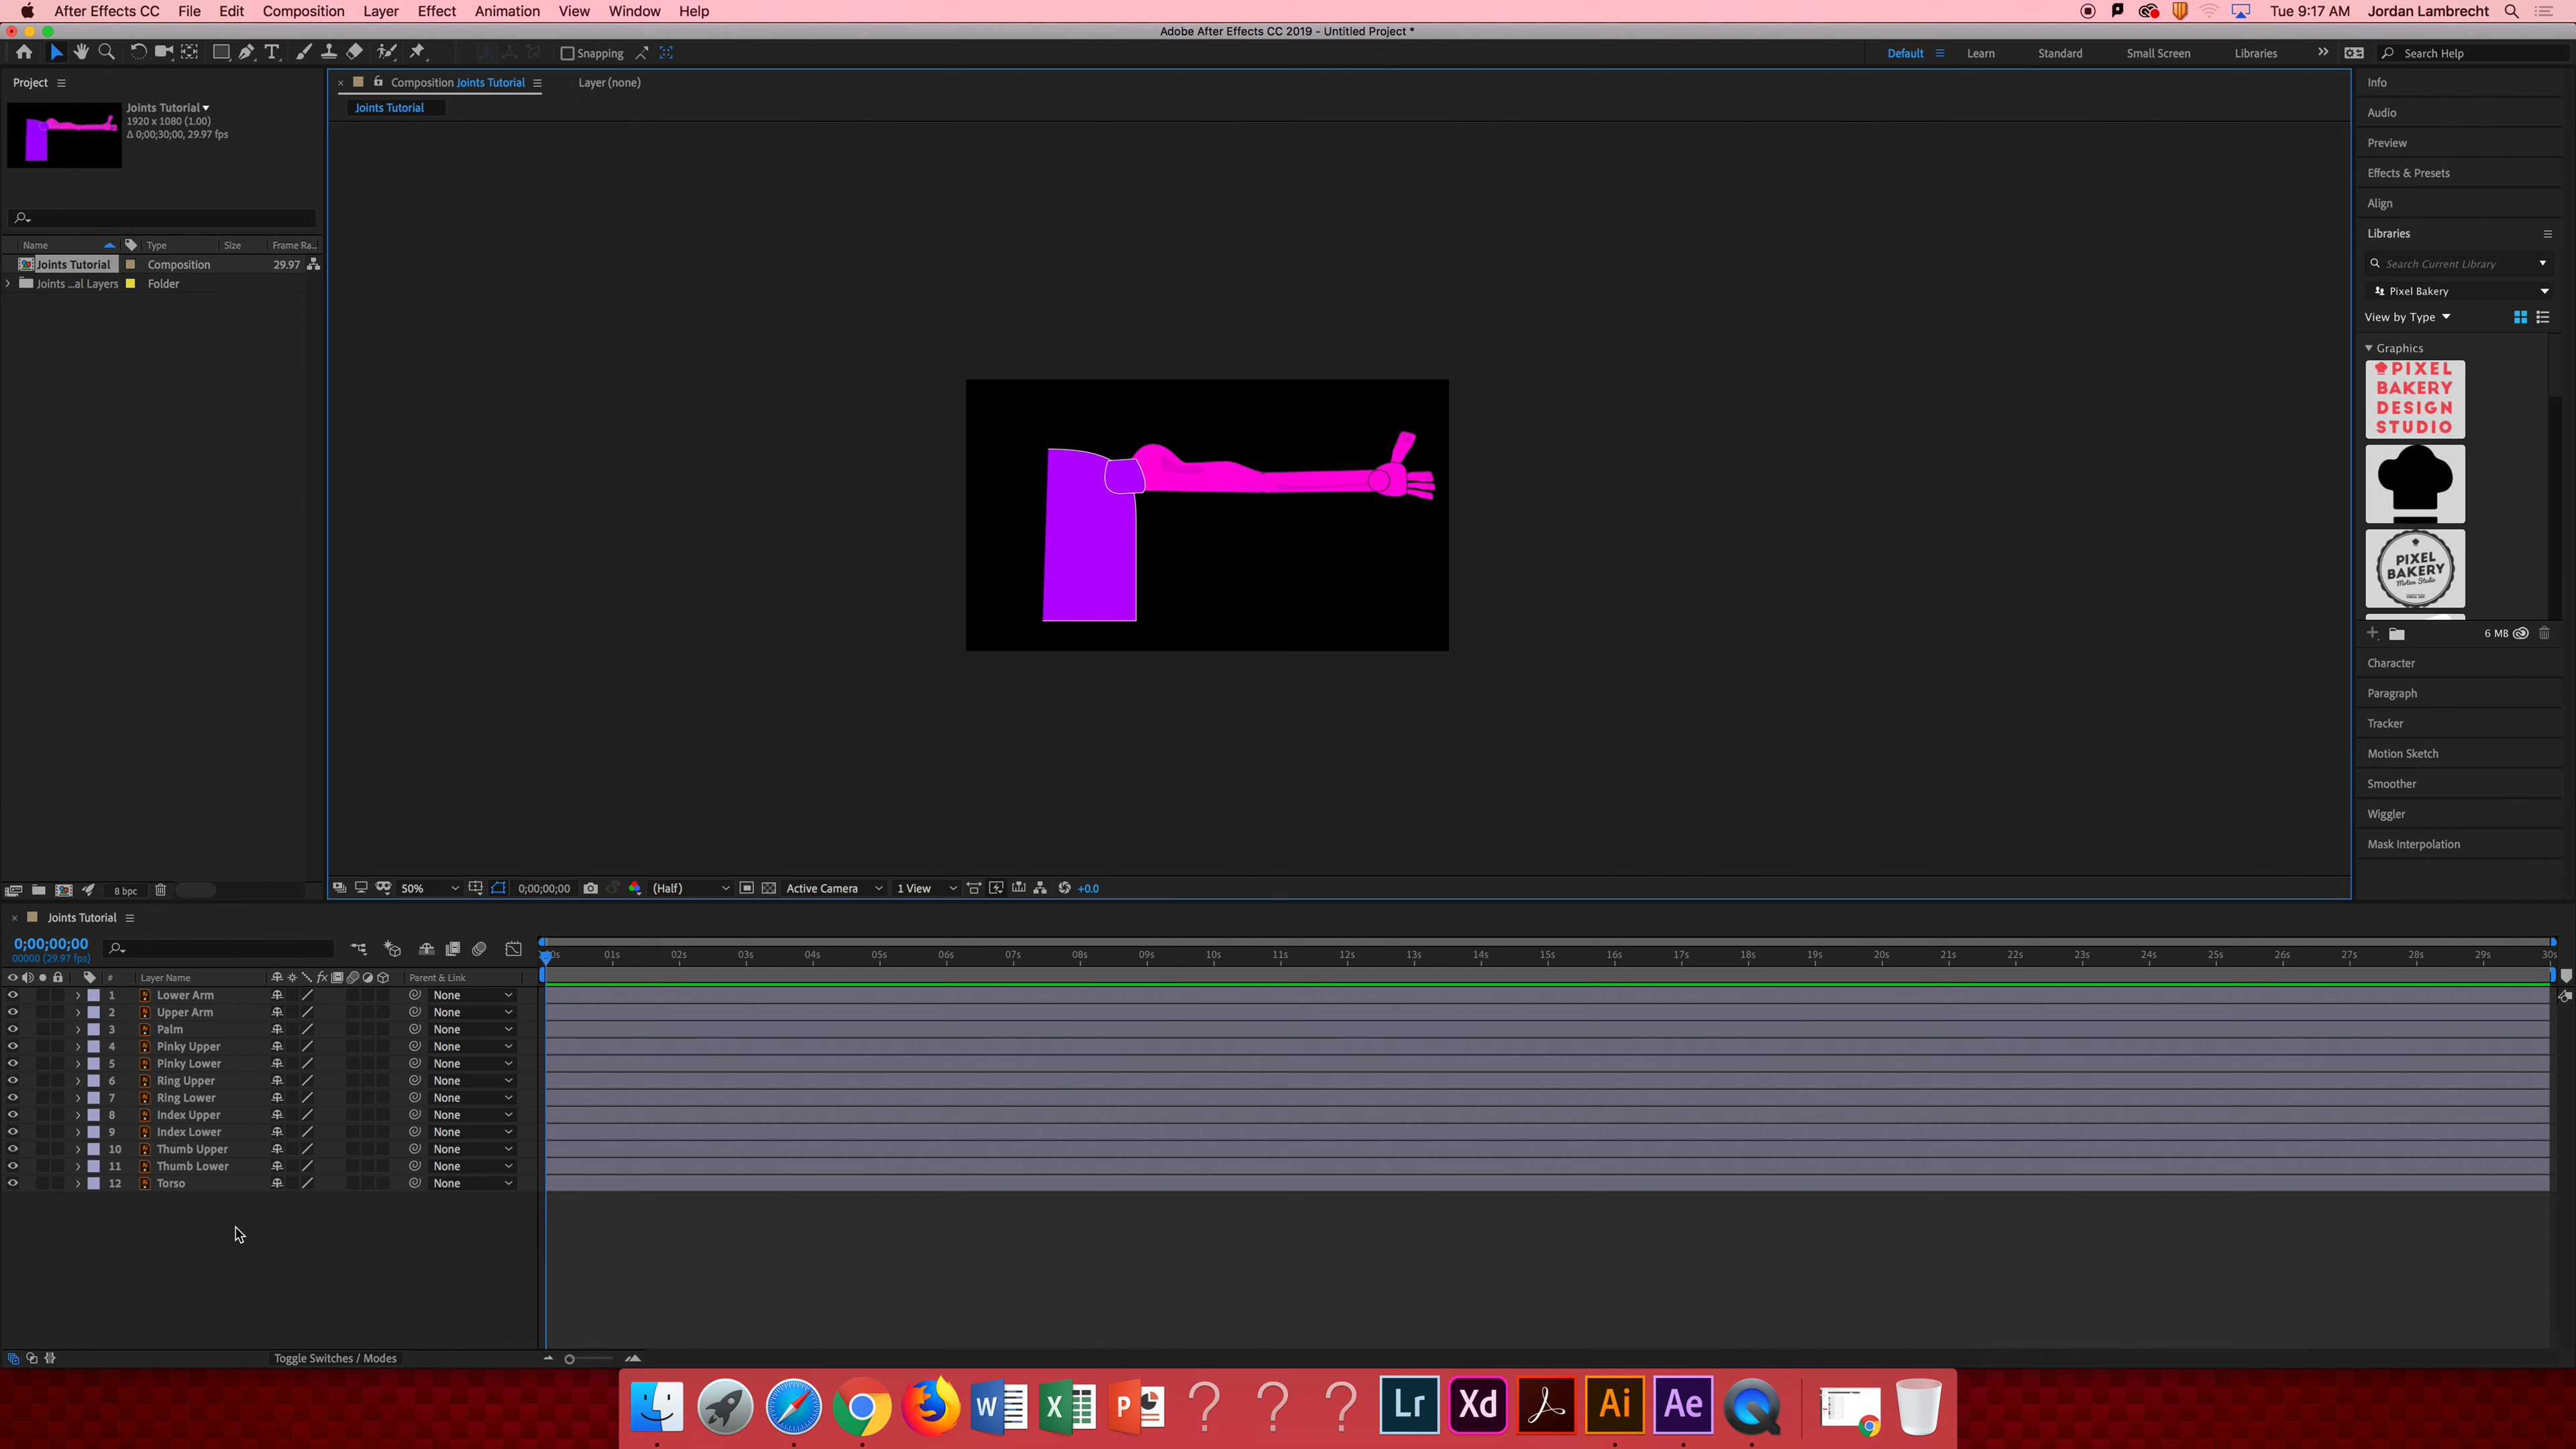 After Effects CC File Edit Composition Layer Effect Animation View Window Help Tue 9:17 AM Jordan Lambrecht
Adobe After Effects CC 2019 - Untitled Project *
Snapping Default Learn Standard Small Screen Libraries Search Help
Project
Composition Joints Tutorial
Layer (none)
Joints Tutorial
Joints Tutorial
1920 x 1080 (1.00)
Δ 0;00;30;00, 29.97 fps
Name Type Size Frame Ra...
Joints Tutorial Composition 29.97
Joints ...al Layers Folder
8 bpc
50% 0;00;00;00 (Half) Active Camera 1 View +0.0
Info
Audio
Preview
Effects & Presets
Align
Libraries
Search Current Library
Pixel Bakery
View by Type
Graphics
PIXEL
BAKERY
DESIGN
STUDIO
PIXEL
BAKERY
Motion Studio
6 MB
Character
Paragraph
Tracker
Motion Sketch
Smoother
Wiggler
Mask Interpolation
Joints Tutorial
0;00;00;00
00000 (29.97 fps)
01s 02s 03s 04s 05s 06s 07s 08s 09s 10s 11s 12s 13s 14s 15s 16s 17s 18s 19s 20s 21s 22s 23s 24s 25s 26s 27s 28s 29s 30s
# Layer Name fx Parent & Link
1 Lower Arm None
2 Upper Arm None
3 Palm None
4 Pinky Upper None
5 Pinky Lower None
6 Ring Upper None
7 Ring Lower None
8 Index Upper None
9 Index Lower None
10 Thumb Upper None
11 Thumb Lower None
12 Torso None
Toggle Switches / Modes
W X P ? ? ? Lr Xd Ai Ae